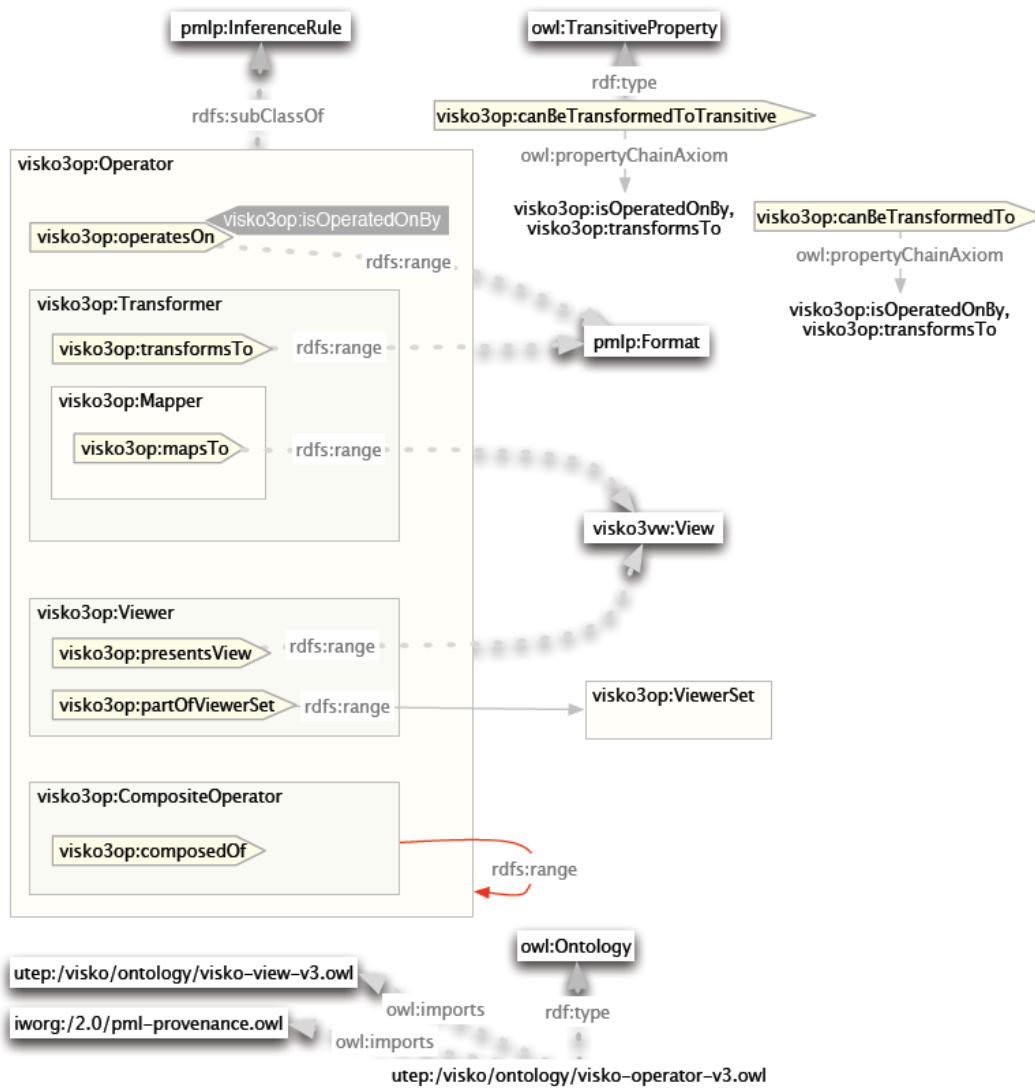 pmlp:InferenceRule
owl:TransitiveProperty
rdf:type
rdfs:subClassOf
visko3op:canBeTransformedToTransitive
owl:propertyChainAxiom
visko3op:Operator
visko3op:isOperatedOnBy
visko3op:operatesOn
rdfs:range
visko3op:isOperatedOnBy,
visko3op:transformsTo
visko3op:canBeTransformedTo
owl:propertyChainAxiom
visko3op:isOperatedOnBy,
visko3op:transformsTo
visko3op:Transformer
visko3op:transformsTo
rdfs:range
pmlp:Format
visko3op:Mapper
visko3op:mapsTo
rdfs:range
visko3vw:View
visko3op:Viewer
visko3op:presentsView
rdfs:range
visko3op:partOfViewerSet
rdfs:range
visko3op:ViewerSet
visko3op:CompositeOperator
visko3op:composedOf
rdfs:range
owl:Ontology
utep:/visko/ontology/visko-view-v3.owl
owl:imports
rdf:type
iworg:/2.0/pml-provenance.owl
owl:imports
utep:/visko/ontology/visko-operator-v3.owl